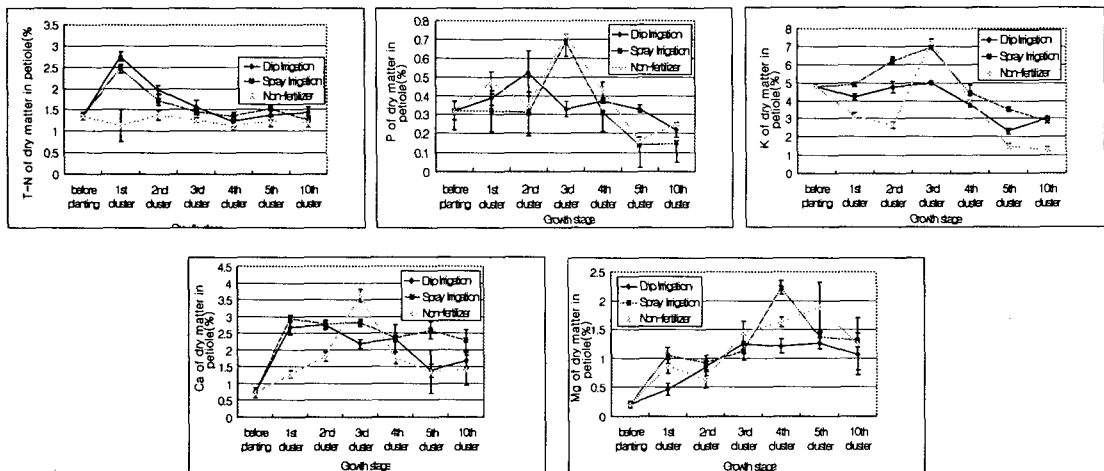 T-N of dry matter in petiole(%
3.5
3
2.5
2
1.5
1
0.5
0
Drip Irrigation
Spray Irrigation
Non-fertilizer
before planting
1st cluster
2nd cluster
3rd cluster
4th cluster
5th cluster
10th cluster
P of dry matter in petiole(%)
0.8
0.7
0.6
0.5
0.4
0.3
0.2
0.1
0
Drip Irrigation
Spray Irrigation
Non-fertilizer
before planting
1st cluster
2nd cluster
3rd cluster
4th cluster
5th cluster
10th cluster
Growth stage
K of dry matter in petiole(%)
8
7
6
5
4
3
2
1
0
Drip Irrigation
Spray Irrigation
Non-fertilizer
before planting
1st cluster
2nd cluster
3rd cluster
4th cluster
5th cluster
10th cluster
Growth stage
Ca of dry matter in petiole(%)
4.5
4
3.5
3
2.5
2
1.5
1
0.5
0
Drip Irrigation
Spray Irrigation
Non-fertilizer
before planting
1st cluster
2nd cluster
3rd cluster
4th cluster
5th cluster
10th cluster
Growth stage
Mg of dry matter in petiole(%)
2.5
2
1.5
1
0.5
0
Drip Irrigation
Spray Irrigation
Non-fertilizer
before planting
1st cluster
2nd cluster
3rd cluster
4th cluster
5th cluster
10th cluster
Growth stage